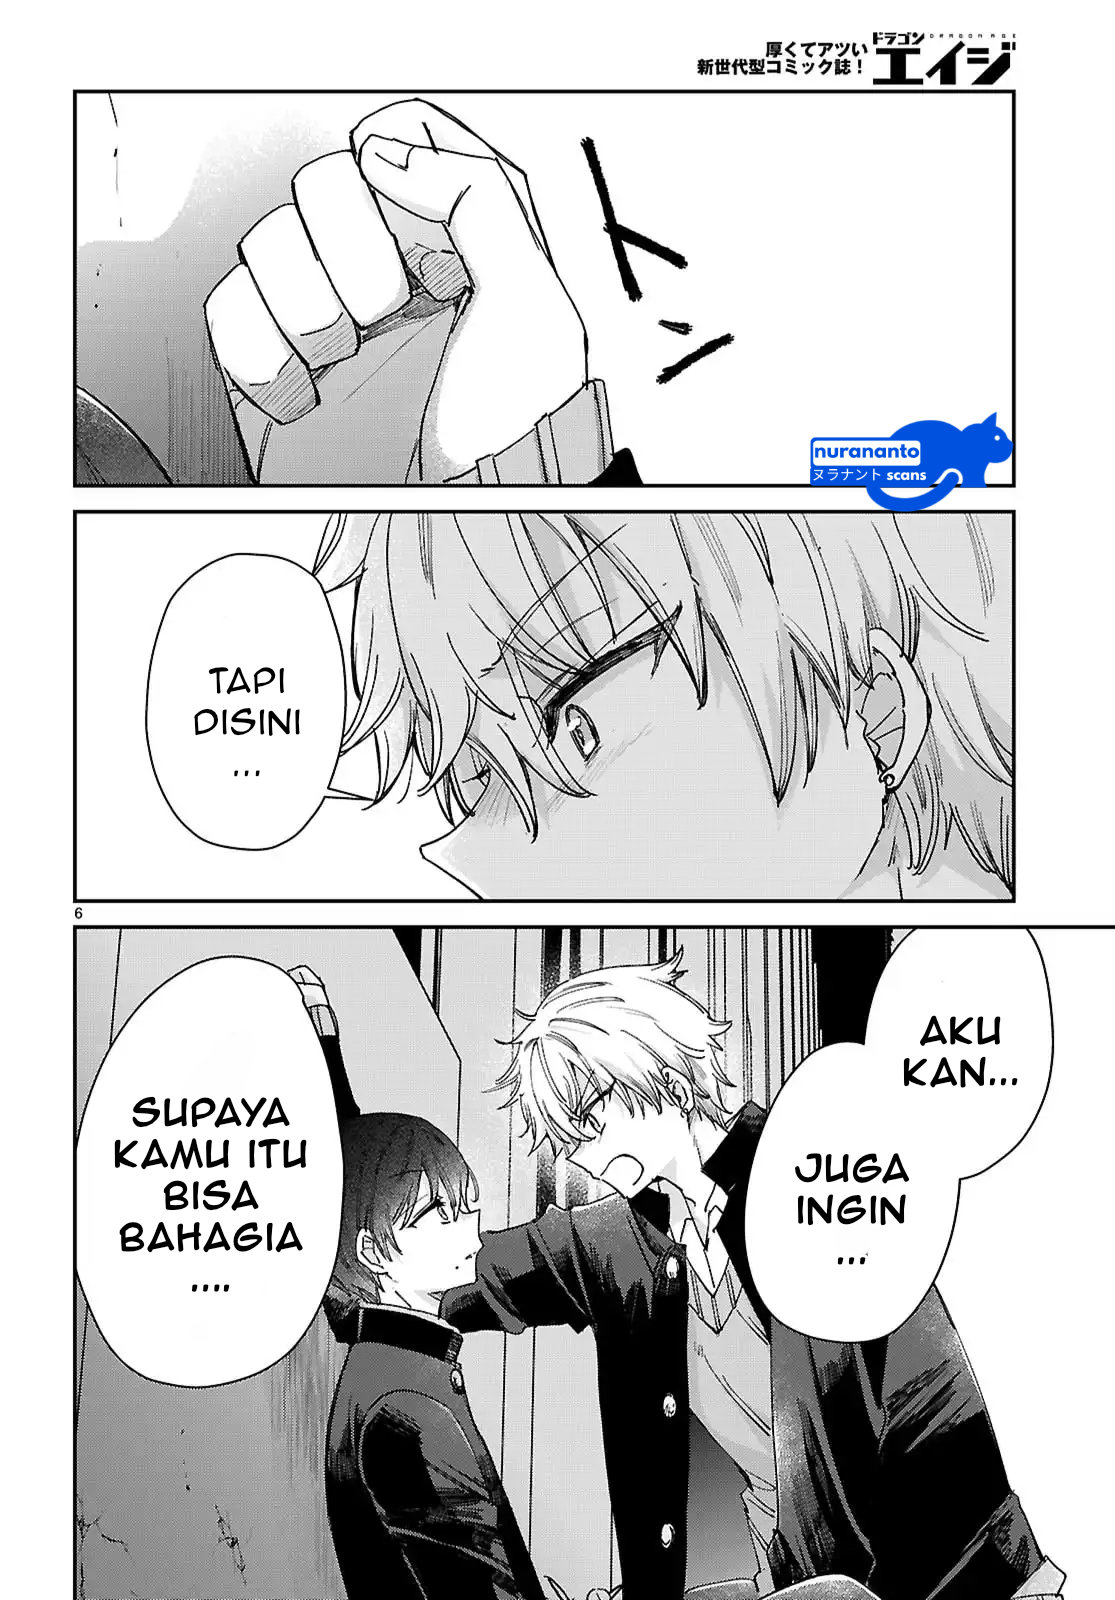 厚くてアツい
新世代型コミック誌!
ドラゴン
DRAGON AGE
エイジ
トン
nurananto
ヌラナント scans
TAPI
DISINI
...
6
AKU
KAN...
JUGA
INGIN
...
SUPAYA
KAMU ITU
BISA
BAHAGIA
....